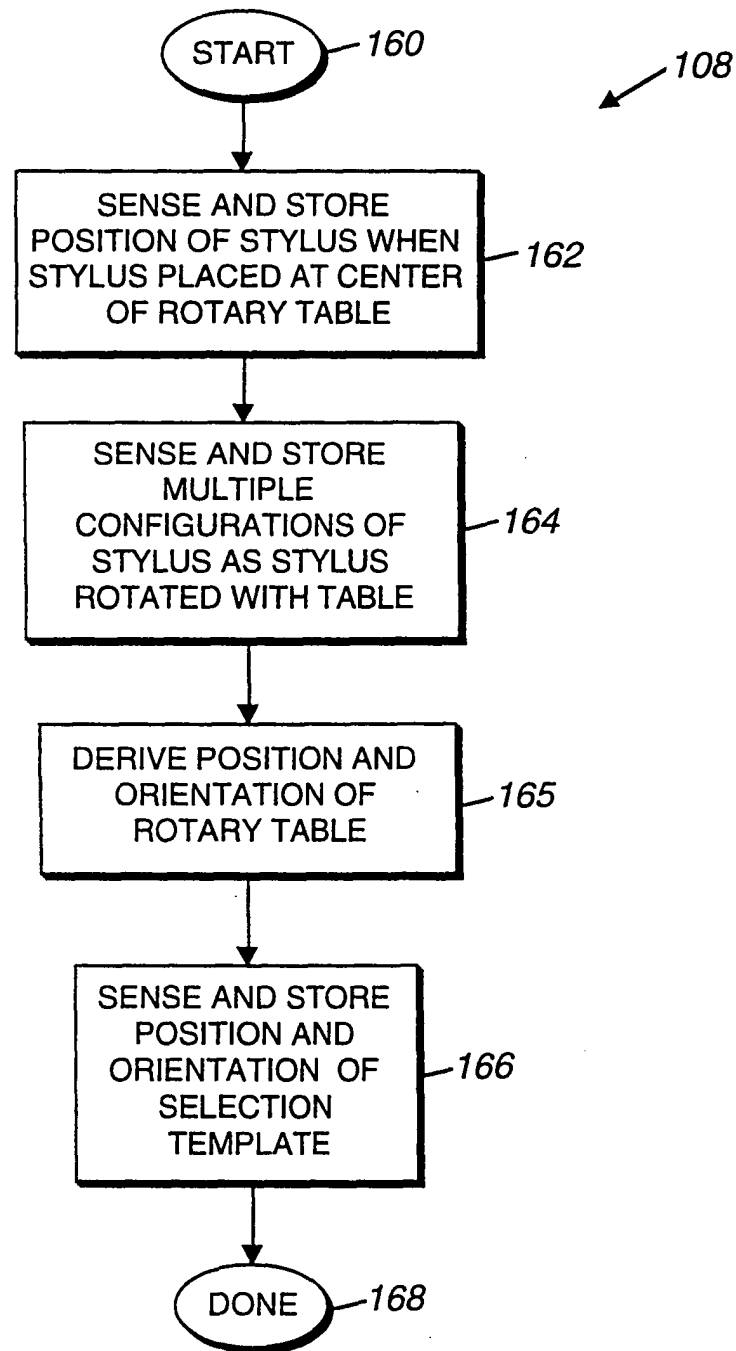 START
160
108
SENSE AND STORE
POSITION OF STYLUS WHEN
STYLUS PLACED AT CENTER
OF ROTARY TABLE
162
SENSE AND STORE
MULTIPLE
CONFIGURATIONS OF
STYLUS AS STYLUS
ROTATED WITH TABLE
164
DERIVE POSITION AND
ORIENTATION OF
ROTARY TABLE
165
SENSE AND STORE
POSITION AND
ORIENTATION OF
SELECTION
TEMPLATE
166
DONE
168